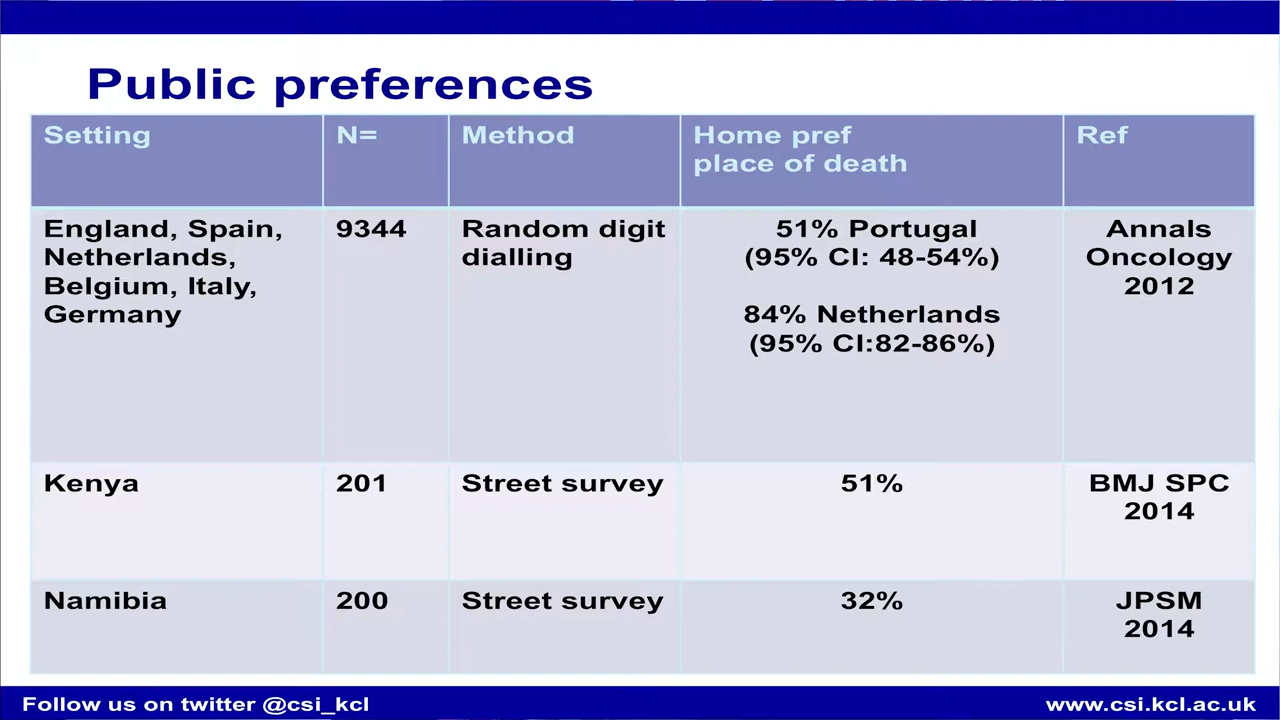 Public preferences
Setting N= Method Home pref place of death Ref
England, Spain, Netherlands, Belgium, Italy, Germany
9344
Random digit dialling
51% Portugal
(95% CI: 48-54%)
84% Netherlands
(95% CI:82-86%)
Annals Oncology 2012
Kenya
201
Street survey
51%
BMJ SPC 2014
Namibia
200
Street survey
32%
JPSM 2014
Follow us on twitter @csi_kcl
www.csi.kcl.ac.uk